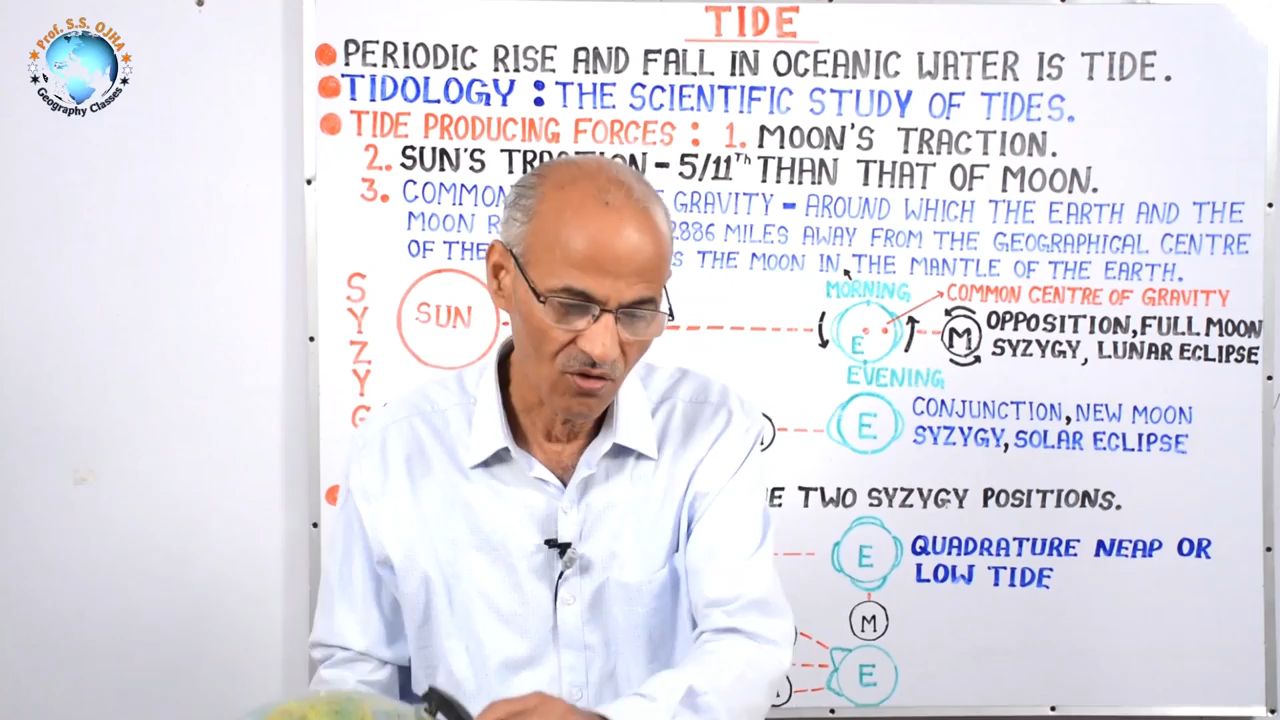 Prof. S.S. OJHA
Geography Classes
TIDE
PERIODIC RISE AND FALL IN OCEANIC WATER IS TIDE.
TIDOLOGY : THE SCIENTIFIC STUDY OF TIDES.
TIDE PRODUCING FORCES : 1. MOON'S TRACTION.
2. SUN'S TRACTION - 5/11Th THAN THAT OF MOON.
3. COMMON GRAVITY - AROUND WHICH THE EARTH AND THE
MOON 2886 MILES AWAY FROM THE GEOGRAPHICAL CENTRE
OF THE THE MOON IN THE MANTLE OF THE EARTH.
MORNING
COMMON CENTRE OF GRAVITY
SYZYG
SUN
E
M
OPPOSITION, FULL MOON
SYZYGY, LUNAR ECLIPSE
EVENING
E
CONJUNCTION, NEW MOON
SYZYGY, SOLAR ECLIPSE
TWO SYZYGY POSITIONS.
E
QUADRATURE NEAP OR
LOW TIDE
M
E